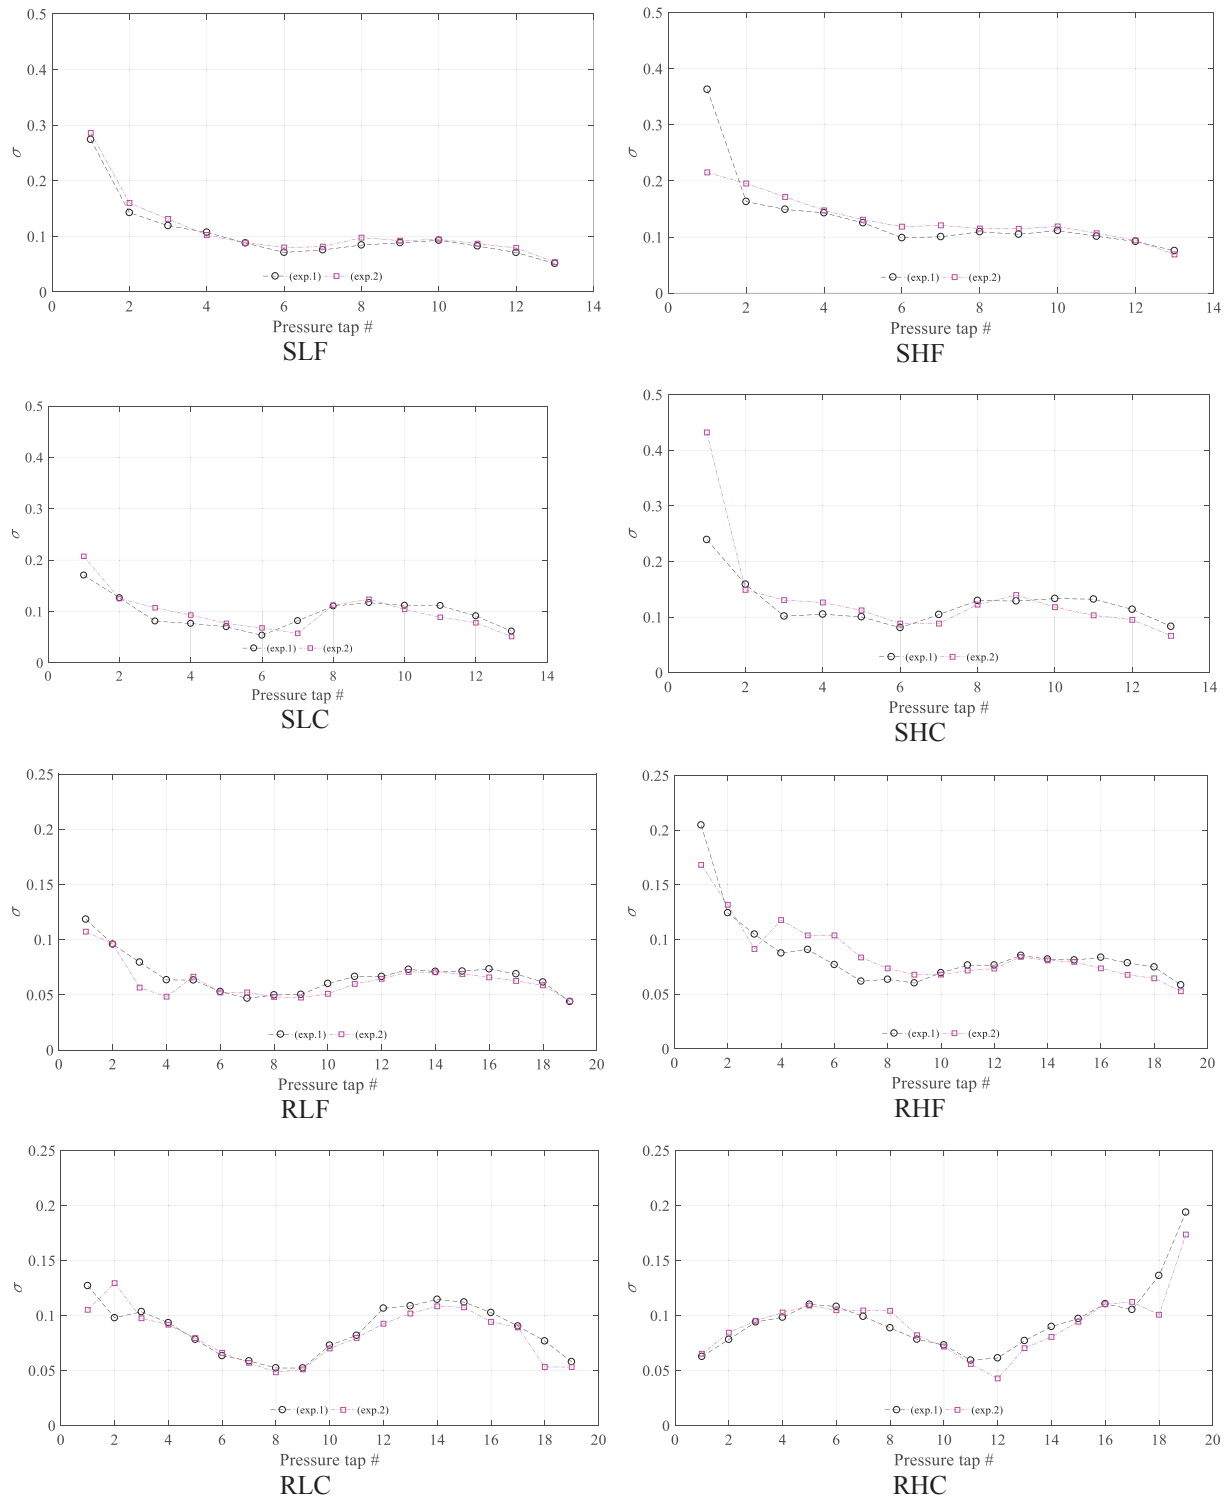 0.5
0.4
0.3
0.2
0.1
0
σ
0 2 4 6 8 10 12 14
(exp.1) (exp.2)
Pressure tap #
SLF
0.5
0.4
0.3
0.2
0.1
0
σ
0 2 4 6 8 10 12 14
(exp.1) (exp.2)
Pressure tap #
SHF
0.5
0.4
0.3
0.2
0.1
0
σ
0 2 4 6 8 10 12 14
(exp.1) (exp.2)
Pressure tap #
SLC
0.5
0.4
0.3
0.2
0.1
0
σ
0 2 4 6 8 10 12 14
(exp.1) (exp.2)
Pressure tap #
SHC
0.25
0.2
0.15
0.1
0.05
0
σ
0 2 4 6 8 10 12 14 16 18 20
(exp.1) (exp.2)
Pressure tap #
RLF
0.25
0.2
0.15
0.1
0.05
0
σ
0 2 4 6 8 10 12 14 16 18 20
(exp.1) (exp.2)
Pressure tap #
RHF
0.25
0.2
0.15
0.1
0.05
0
σ
0 2 4 6 8 10 12 14 16 18 20
(exp.1) (exp.2)
Pressure tap #
RLC
0.25
0.2
0.15
0.1
0.05
0
σ
0 2 4 6 8 10 12 14 16 18 20
(exp.1) (exp.2)
Pressure tap #
RHC